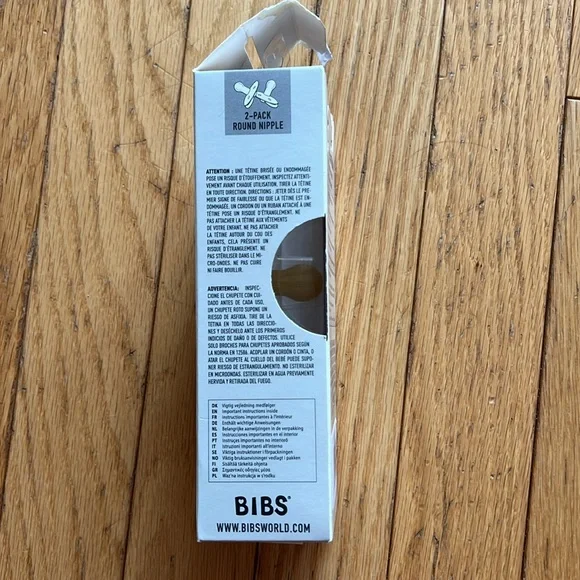 2-PACK
ROUND NIPPLE
ATTENTION : UNE TÉTINE BRISÉE OU ENDOMMAGÉE
POSE UN RISQUE D'ÉTOUFFEMENT. INSPECTEZ ATTENTI-
VEMENT AVANT CHAQUE UTILISATION. TIRER LA TÉTINE
EN TOUTE DIRECTION. DIRECTIONS : JETER DÈS LE PRE-
MIER SIGNE DE FAIBLESSE OU QUE LA TÉTINE EST EN-
DOMMAGÉE. UN CORDON OU UN RUBAN ATTACHÉ À UNE
TÉTINE POSE UN RISQUE D'ÉTRANGLEMENT. NE
PAS ATTACHER LA TÉTINE AUX VÊTEMENTS
DE VOTRE ENFANT. NE PAS ATTACHER
LA TÉTINE AUTOUR DU COU DES
ENFANTS, CELA PRÉSENTE UN
RISQUE D'ÉTRANGLEMENT. NE
PAS STÉRILISER DANS LE MI-
CRO-ONDES. NE PAS CUIRE
NI FAIRE BOUILLIR.
ADVERTENCIA: INSPEC-
CIONE EL CHUPETE CON CUI-
DADO ANTES DE CADA USO,
UN CHUPETE ROTO SUPONE UN
RIESGO DE ASFIXIA. TIRE DE LA
TETINA EN TODAS LAS DIRECCIO-
NES Y DESÉCHELO ANTE LOS PRIMEROS
INDICIOS DE DAÑO O DE DEFECTOS. UTILICE
SOLO BROCHES PARA CHUPETES APROBADOS SEGÚN
LA NORMA EN 12586. ACOPLAR UN CORDÓN O CINTA, O
ATAR EL CHUPETE AL CUELLO DEL BEBÉ PUEDE SUPO-
NER RIESGO DE ESTRANGULAMIENTO. NO ESTERILIZAR
EN MICROONDAS. ESTERILIZAR EN AGUA PREVIAMENTE
HERVIDA Y RETIRADA DEL FUEGO.
DK Vigtig vejledning medfølger
EN Important instructions inside
FR Instructions importantes à l'intérieur
DE Enthält wichtige Anweisungen
NL Belangrijke aanwijzingen in de verpakking
ES Instrucciones importantes en el interior
PT Instruções importantes no interior
IT Istruzioni importanti all'interno
SE Viktiga instruktioner i förpackningen
NO Viktig bruksanvisninger vedlagt i pakken
FI Sisältää tärkeitä ohjeita
GR Σημαντικές οδηγίες μέσα
PL Ważna instrukcja w środku
BIBS®
WWW.BIBSWORLD.COM